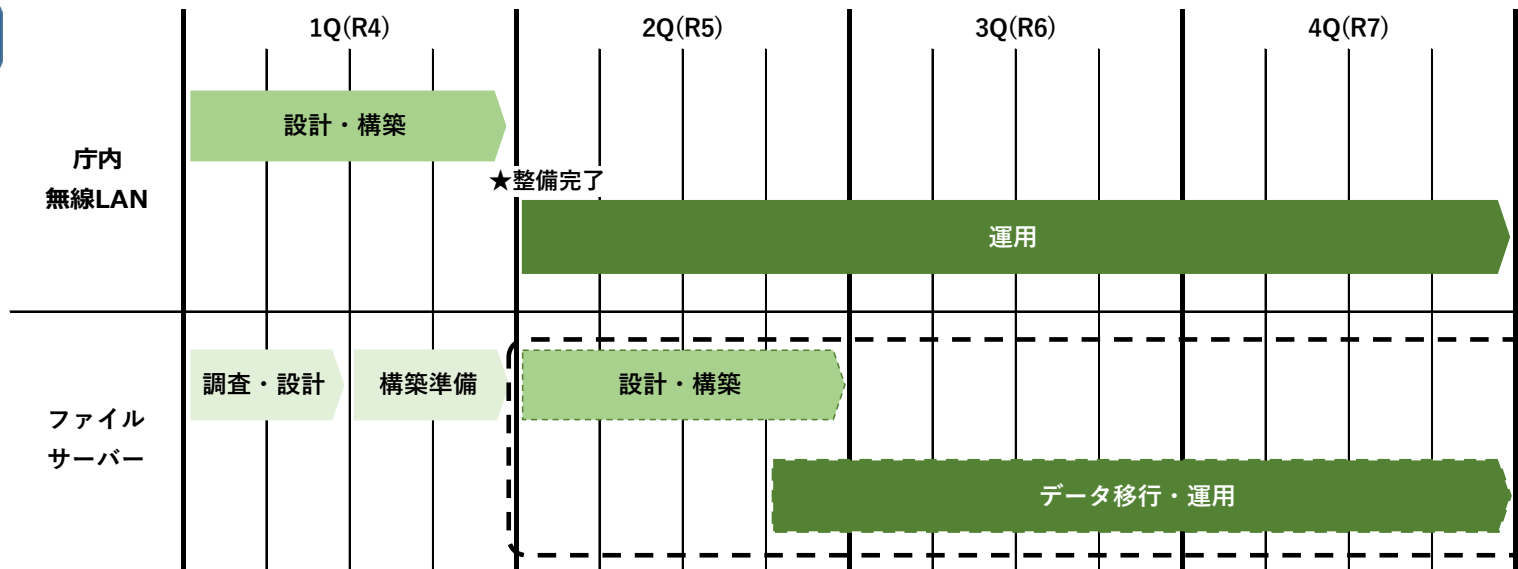 1Q(R4)
2Q(R5)
3Q(R6)
4Q(R7)
庁内
無線LAN
設計・構築
★整備完了
運用
ファイル
サーバー
調査・設計
構築準備
設計・構築
データ移行・運用